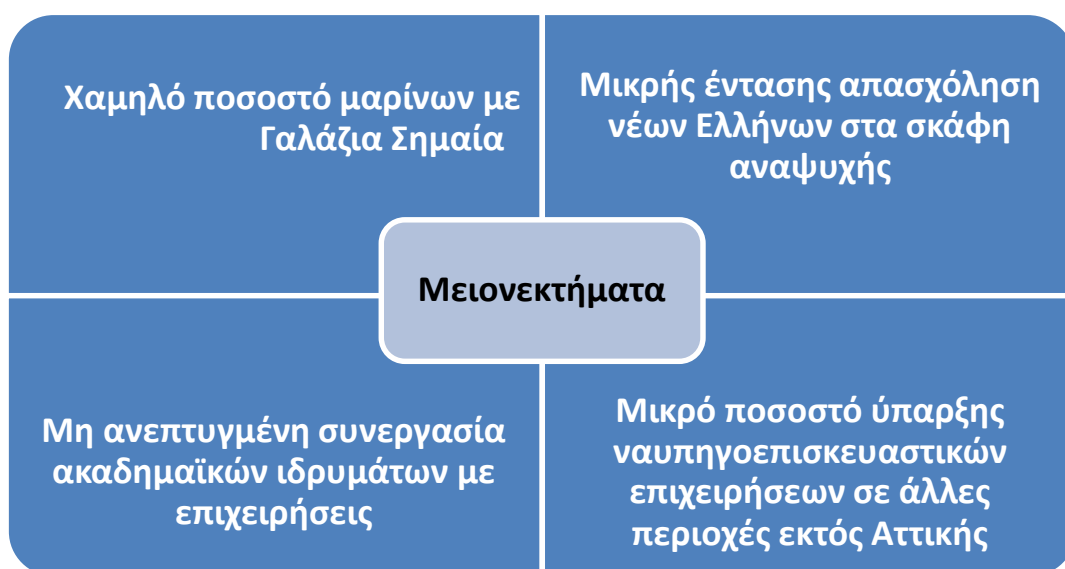 Χαμηλό ποσοστό μαρίνων με
Γαλάζια Σημαία
Μικρής έντασης απασχόληση
νέων Ελλήνων στα σκάφη
αναψυχής
Μειονεκτήματα
Μη ανεπτυγμένη συνεργασία
ακαδημαϊκών ιδρυμάτων με
επιχειρήσεις
Μικρό ποσοστό ύπαρξης
ναυπηγοεπισκευαστικών
επιχειρήσεων σε άλλες
περιοχές εκτός Αττικής